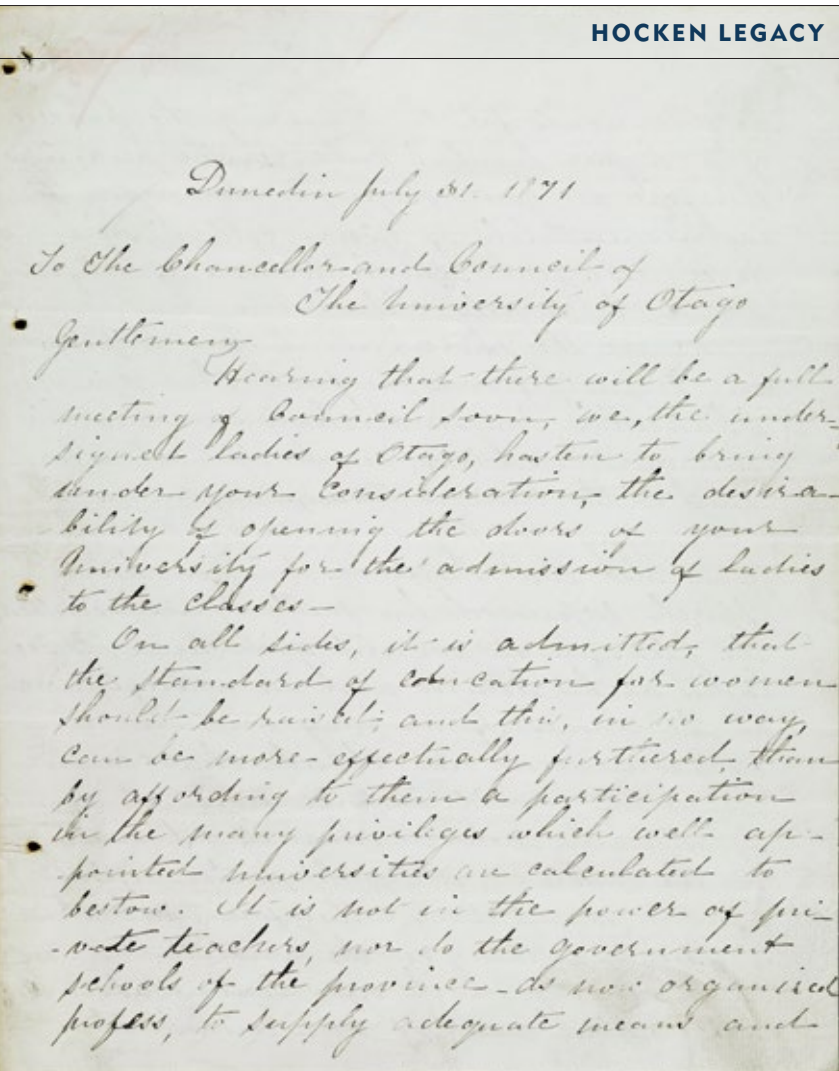 HOCKEN LEGACY
Dunedin July 31. 1871
To The Chancellor and Council of
The University of Otago
Gentlemen
Hearing that there will be a full
meeting of Council soon, we, the under-
signed ladies of Otago, hasten to bring
under your consideration, the desira-
bility of opening the doors of your
University for the admission of ladies
to the classes—
On all sides, it is admitted, that
the standard of education for women
should be raised; and this, in no way,
can be more effectually furthered than
by affording to them a participation
in the many privileges which well ap-
pointed universities are calculated to
bestow. It is not in the power of pri-
-vate teachers, nor do the government
schools of the province - as now organised
profess, to supply adequate means and